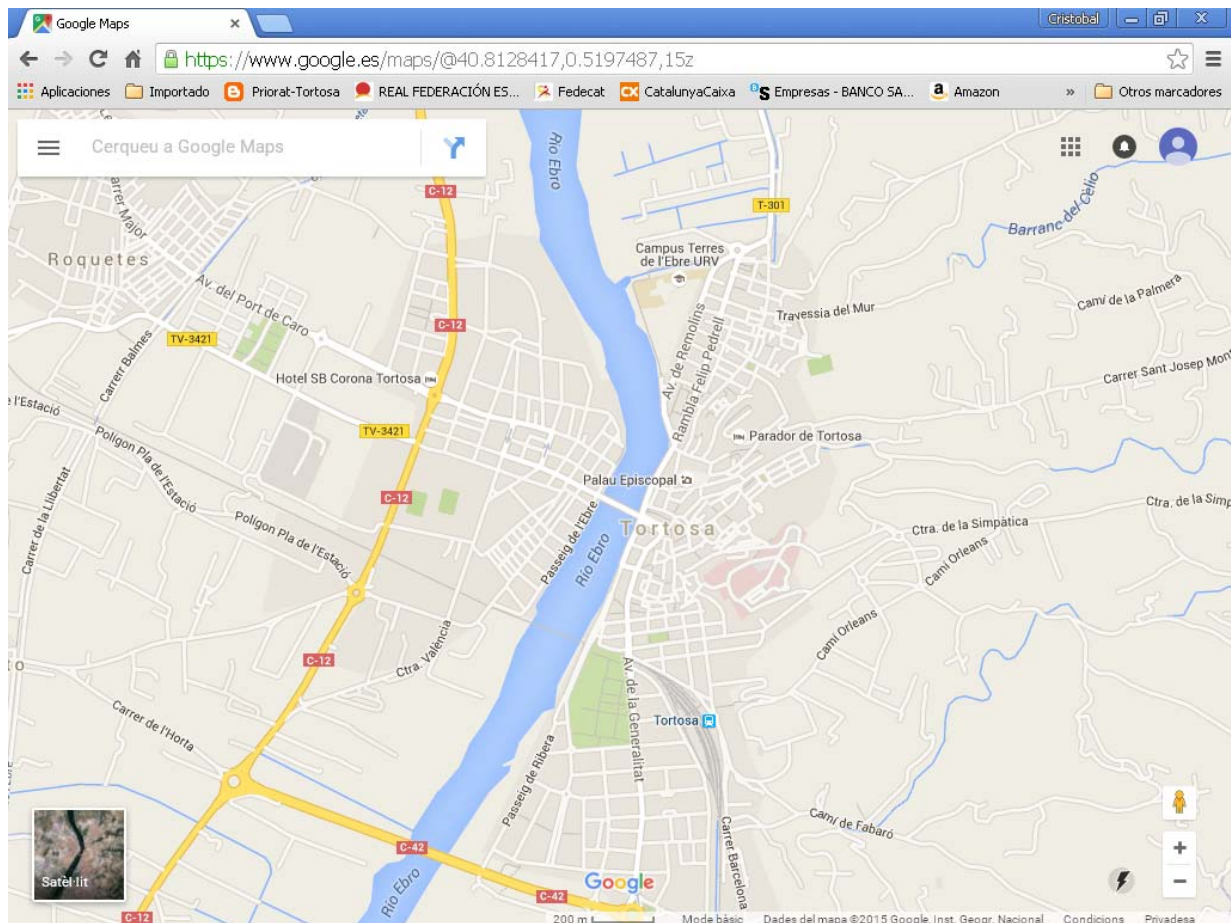 Google Maps
Cristobal
https://www.google.es/maps/@40.8128417,0.5197487,15z
Aplicaciones
Importado
Priorat-Tortosa
REAL FEDERACIÓN ES...
Fedecat
CatalunyaCaixa
Empresas - BANCO SA...
Amazon
»
Otros marcadores
Cerqueu a Google Maps
Río Ebro
C-12
T-301
Carrer Major
Barranc del Celio
Campus Terres
de l'Ebre URV
Roquetes
Av. del Port de Caro
Camí de la Palmera
Travessia del Mur
C-12
TV-3421
Av. de Remolins
Rambla Felip Pedrell
Carrerr Balmes
Hotel SB Corona Tortosa
Carrer Sant Josep Mont
e l'Estació
TV-3421
Parador de Tortosa
Polígon Pla de l'Estació
Palau Episcopal
Carrer de la Llibertat
C-12
Ctra. de la Simp
Passeig de l'Ebre
Tortosa
Ctra. de la Simpàtica
Polígon Pla de l'Estació
Río Ebro
Camí Orleans
Camí Orleans
Ctra. València
C-12
to
Av. de la Generalitat
Carrer de l'Horta
Tortosa
Passeig de Ribera
Camí de Fabaró
Carrer Barcelona
C-42
Satèl·lit
Google
C-42
Río Ebro
C-12
200 m
Mode bàsic
Dades del mapa ©2015 Google, Inst. Geogr. Nacional
Condicions
Privadesa